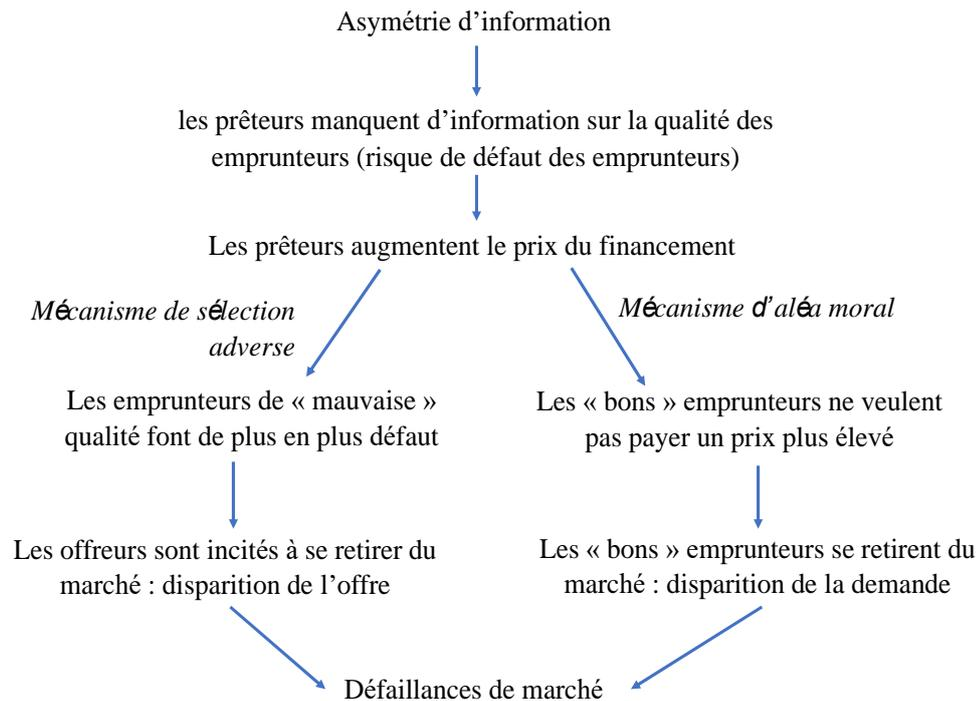 Asymétrie d’information
les prêteurs manquent d’information sur la qualité des
emprunteurs (risque de défaut des emprunteurs)
Les prêteurs augmentent le prix du financement
Mécanisme de sélection
adverse
Mécanisme d’aléa moral
Les emprunteurs de « mauvaise »
qualité font de plus en plus défaut
Les « bons » emprunteurs ne veulent
pas payer un prix plus élevé
Les offreurs sont incités à se retirer du
marché : disparition de l’offre
Les « bons » emprunteurs se retirent du
marché : disparition de la demande
Défaillances de marché